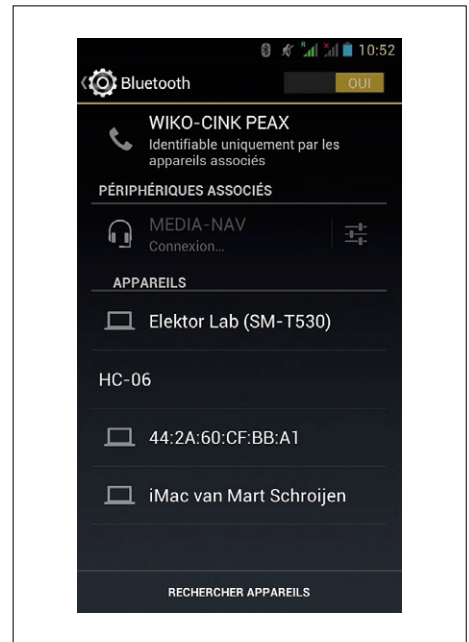 R 10:52
Bluetooth OUI
WIKO-CINK PEAX
Identifiable uniquement par les
appareils associés
PÉRIPHÉRIQUES ASSOCIÉS
MEDIA-NAV
Connexion...
APPAREILS
Elektor Lab (SM-T530)
HC-06
44:2A:60:CF:BB:A1
iMac van Mart Schroijen
RECHERCHER APPAREILS